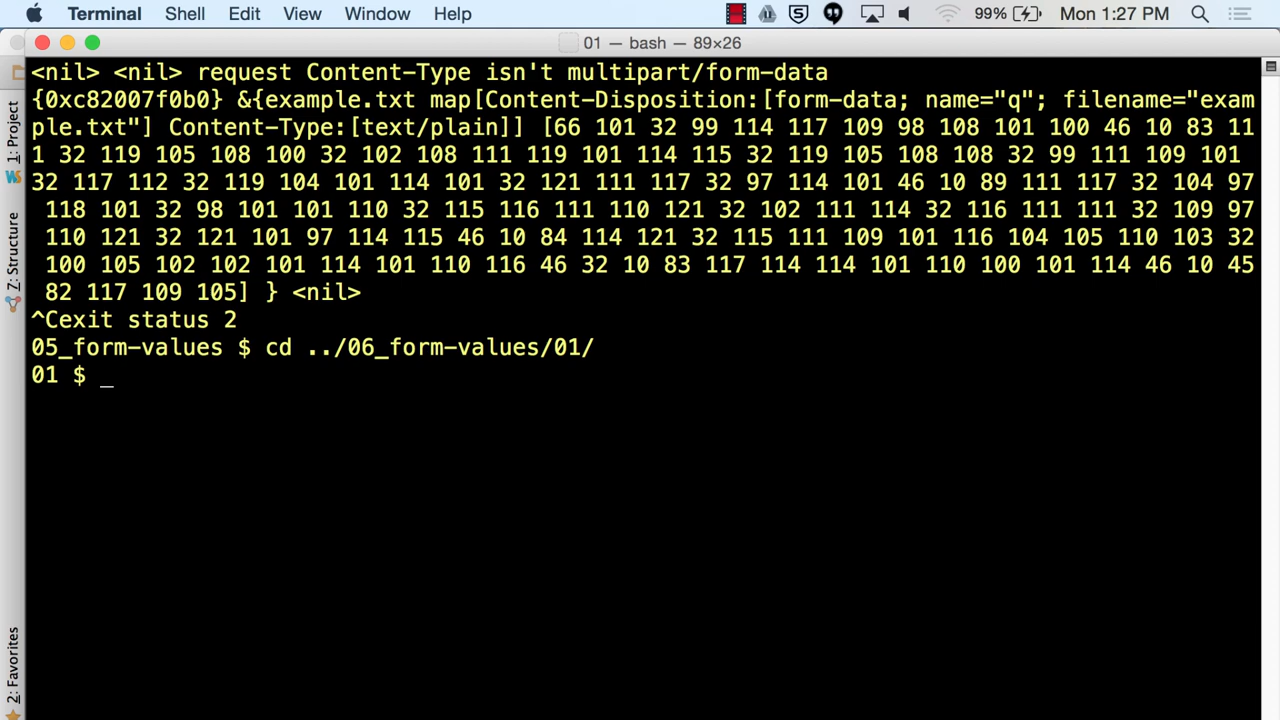 Terminal Shell Edit View Window Help 99% Mon 1:27 PM
01 — bash — 89×26
<nil> <nil> request Content-Type isn't multipart/form-data
{0xc82007f0b0} &{example.txt map[Content-Disposition:[form-data; name="q"; filename="exam
ple.txt"] Content-Type:[text/plain]] [66 101 32 99 114 117 109 98 108 101 100 46 10 83 11
1 32 119 105 108 100 32 102 108 111 119 101 114 115 32 119 105 108 108 32 99 111 109 101
32 117 112 32 119 104 101 114 101 32 121 111 117 32 97 114 101 46 10 89 111 117 32 104 97
118 101 32 98 101 101 110 32 115 116 111 110 121 32 102 111 114 32 116 111 111 32 109 97
110 121 32 121 101 97 114 115 46 10 84 114 121 32 115 111 109 101 116 104 105 110 103 32
100 105 102 102 101 114 101 110 116 46 32 10 83 117 114 114 101 110 100 101 114 46 10 45
82 117 109 105] } <nil>
^Cexit status 2
05_form-values $ cd ../06_form-values/01/
01 $ _
1: Project
7: Structure
2: Favorites